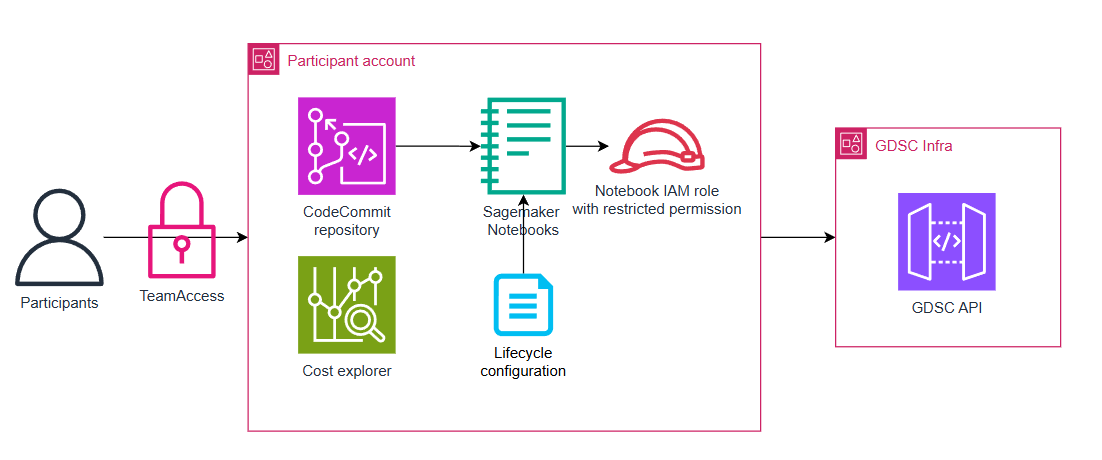 Participant account
GDSC Infra
CodeCommit
repository
Sagemaker
Notebooks
Notebook IAM role
with restricted permission
Participants
TeamAccess
GDSC API
Cost explorer
Lifecycle
configuration